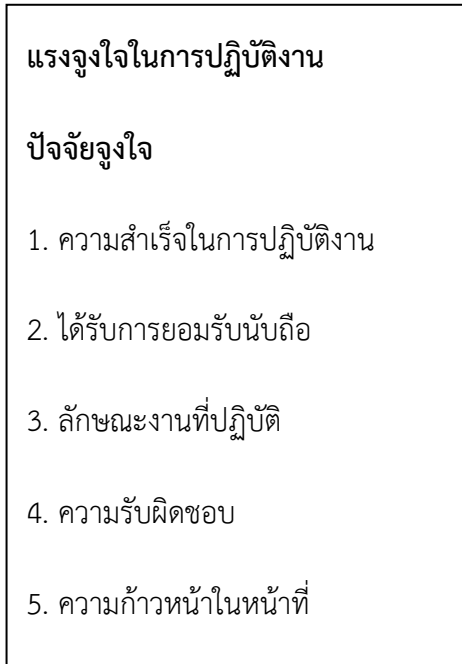 แรงจูงใจในการปฏิบัติงาน
ปัจจัยจูงใจ
1. ความสำเร็จในการปฏิบัติงาน
2. ได้รับการยอมรับนับถือ
3. ลักษณะงานที่ปฏิบัติ
4. ความรับผิดชอบ
5. ความก้าวหน้าในหน้าที่